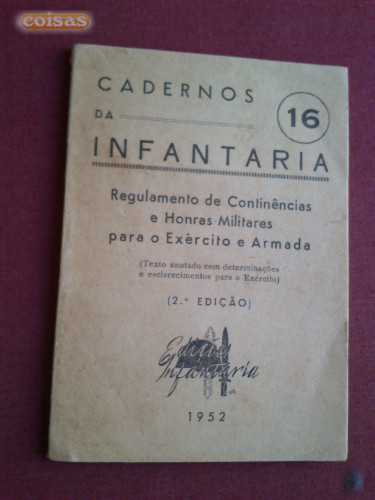 coisas
CADERNOS
DA
16
INFANTARIA
Regulamento de Continências
e Honras Militares
para o Exército e Armada
(Texto anotado com determinações
e esclarecimentos para o Exército)
(2.ª EDIÇÃO)
Edições
Infantaria
1952